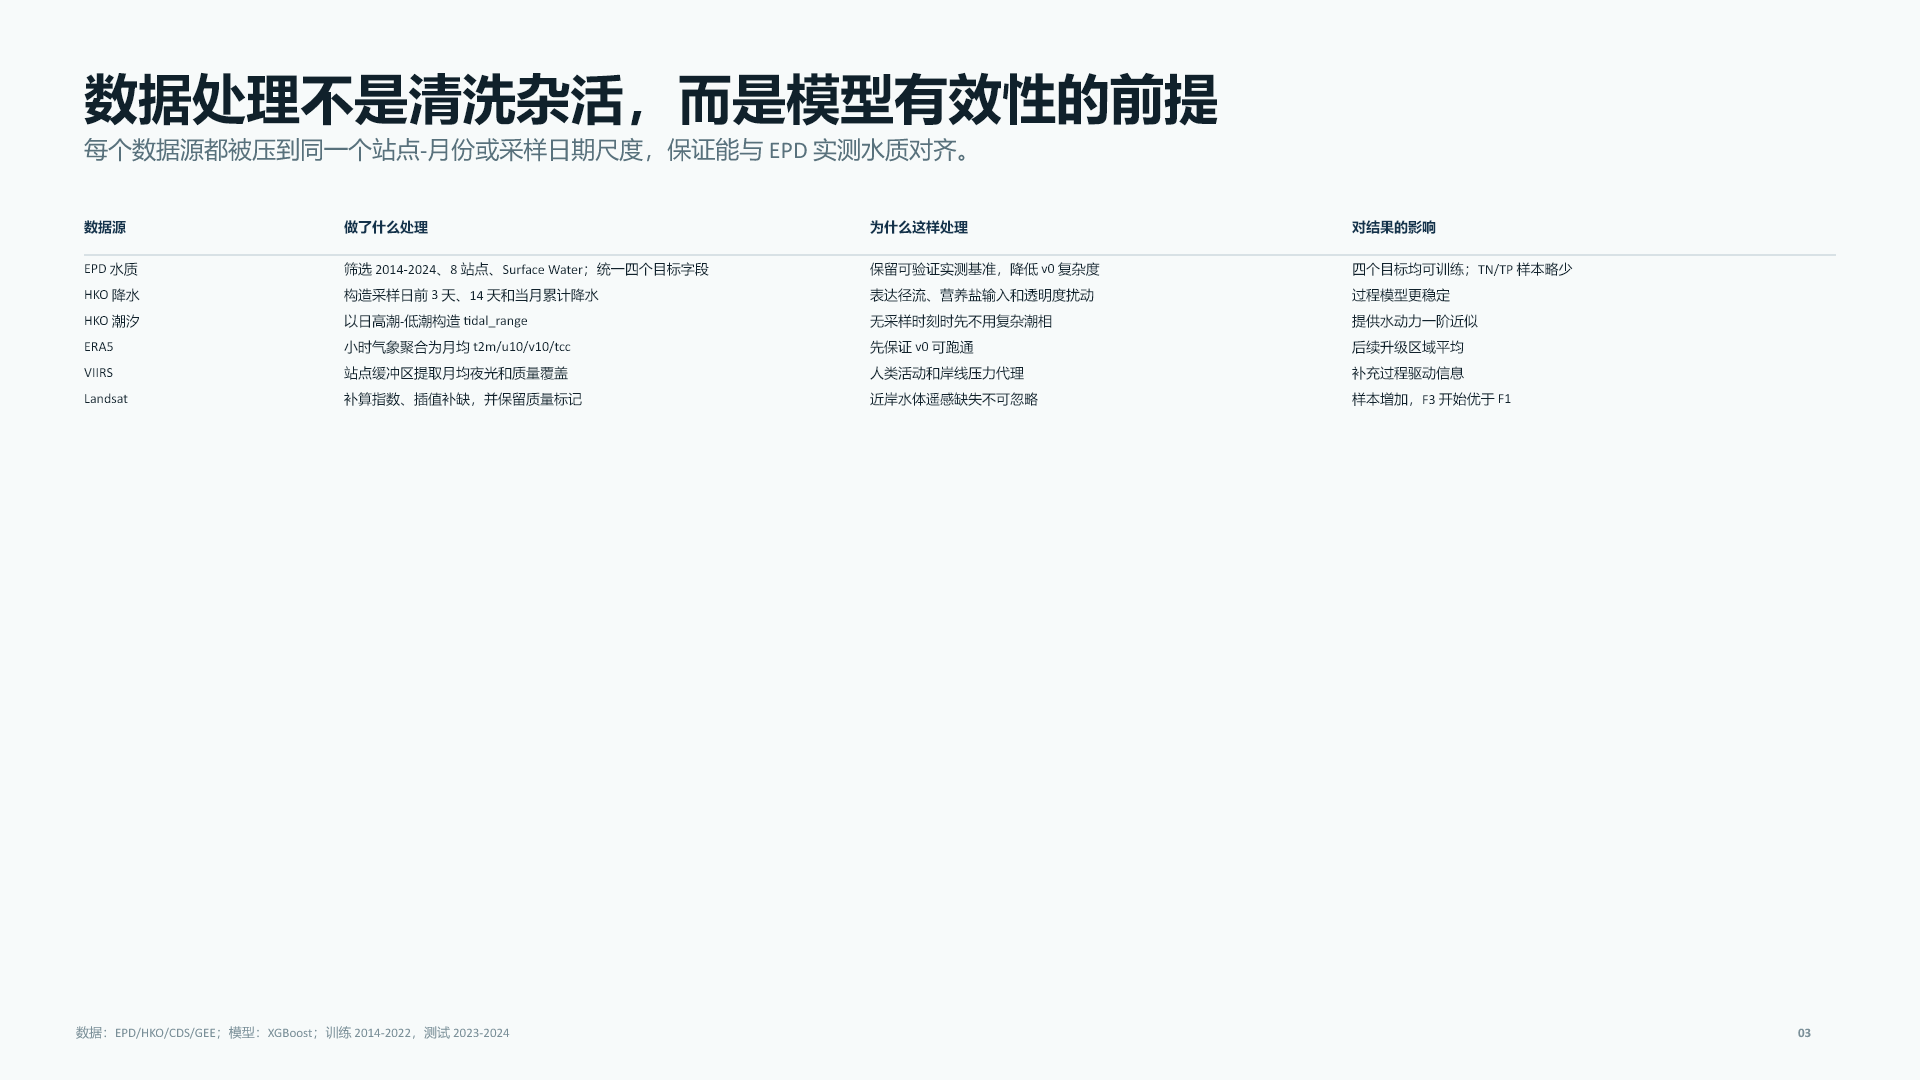 数据处理不是清洗杂活，而是模型有效性的前提
每个数据源都被压到同一个站点-月份或采样日期尺度，保证能与 EPD 实测水质对齐。
数据源 做了什么处理 为什么这样处理 对结果的影响
EPD 水质 筛选 2014-2024、8 站点、Surface Water；统一四个目标字段 保留可验证实测基准，降低 v0 复杂度 四个目标均可训练；TN/TP 样本略少
HKO 降水 构造采样日前 3 天、14 天和当月累计降水 表达径流、营养盐输入和透明度扰动 过程模型更稳定
HKO 潮汐 以日高潮-低潮构造 tidal_range 无采样时刻时先不用复杂潮相 提供水动力一阶近似
ERA5 小时气象聚合为月均 t2m/u10/v10/tcc 先保证 v0 可跑通 后续升级区域平均
VIIRS 站点缓冲区提取月均夜光和质量覆盖 人类活动和岸线压力代理 补充过程驱动信息
Landsat 补算指数、插值补缺，并保留质量标记 近岸水体遥感缺失不可忽略 样本增加，F3 开始优于 F1
数据：EPD/HKO/CDS/GEE；模型：XGBoost；训练 2014-2022，测试 2023-2024 03